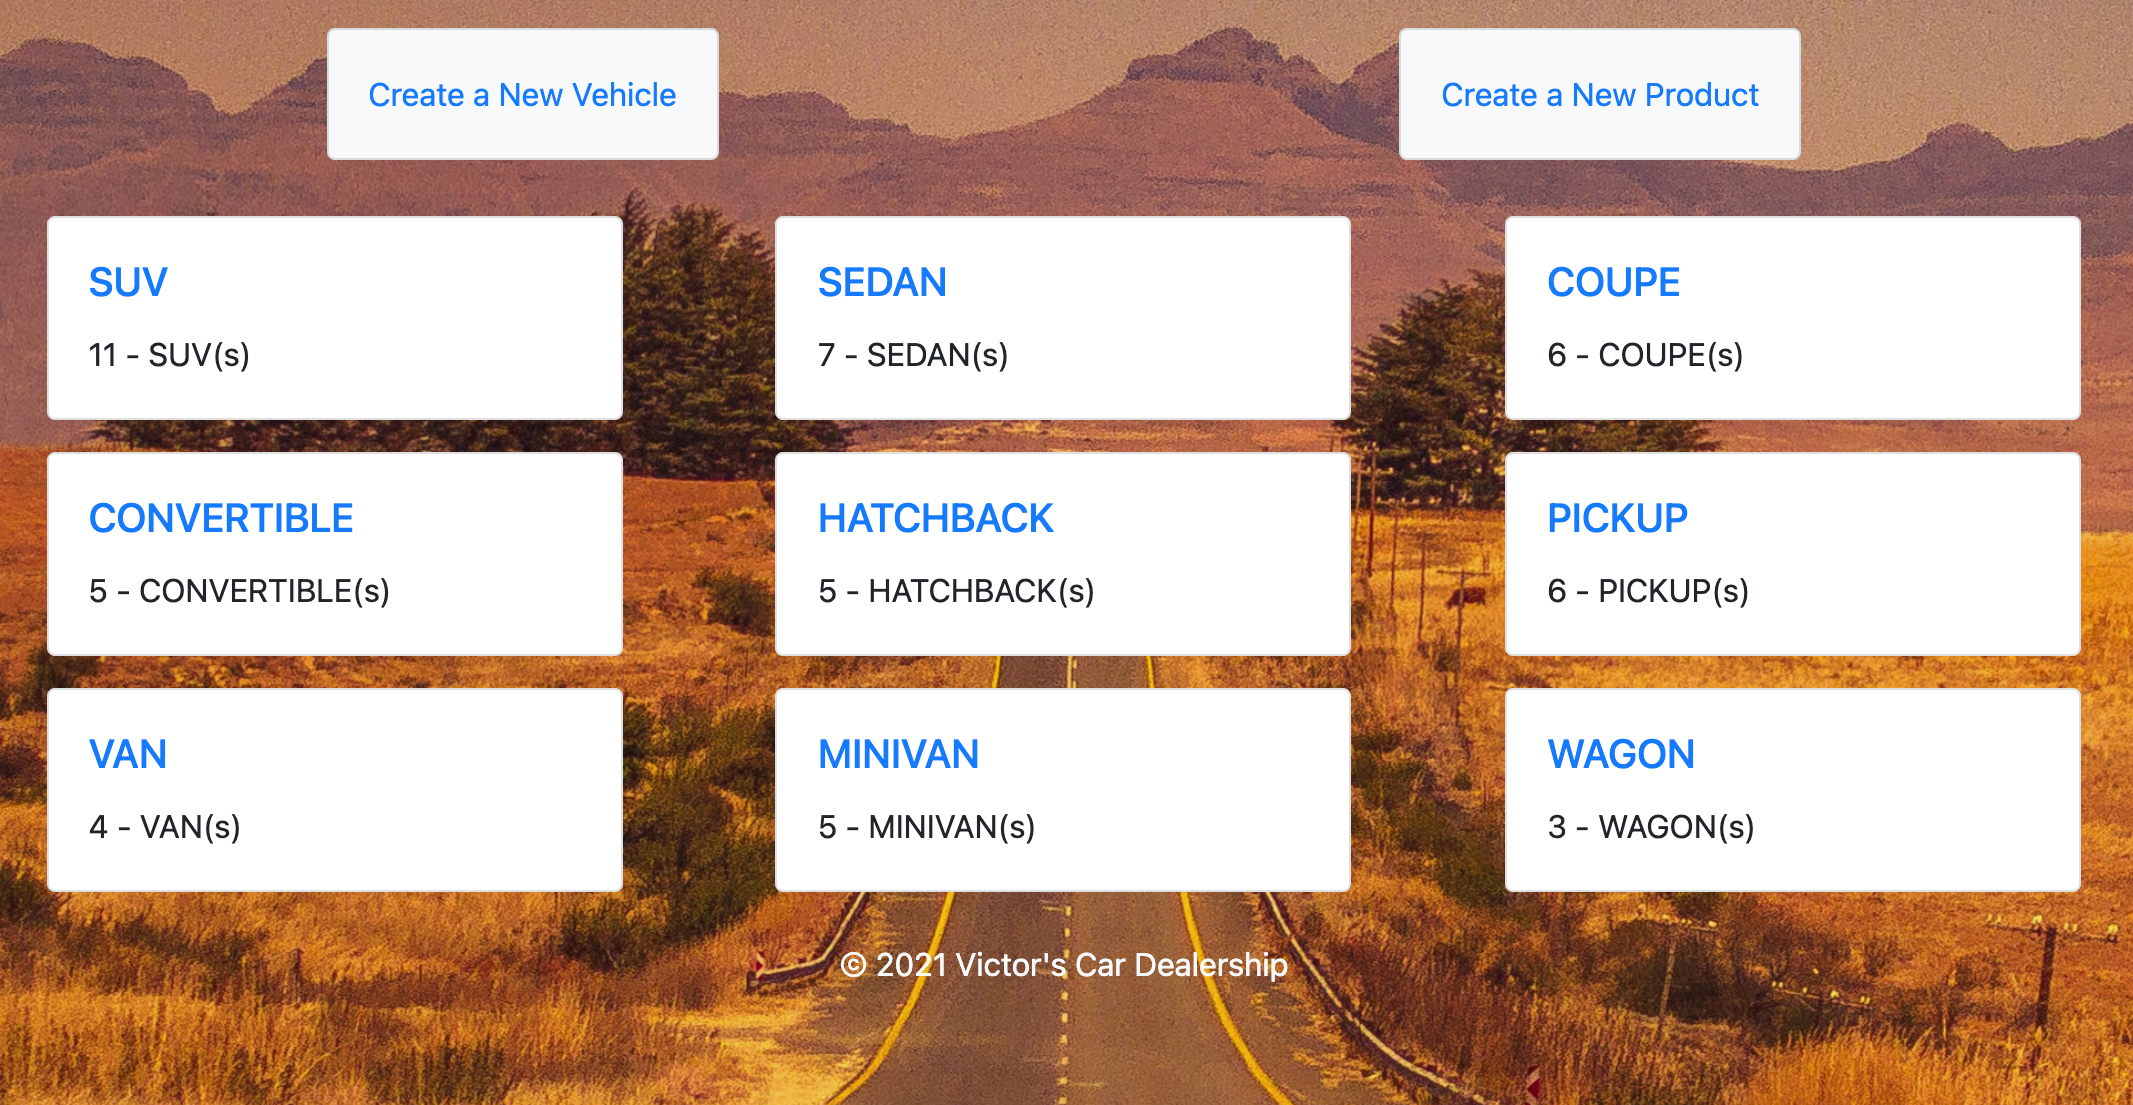 Create a New Vehicle
Create a New Product
SUV
11 - SUV(s)
SEDAN
7 - SEDAN(s)
COUPE
6 - COUPE(s)
CONVERTIBLE
5 - CONVERTIBLE(s)
HATCHBACK
5 - HATCHBACK(s)
PICKUP
6 - PICKUP(s)
VAN
4 - VAN(s)
MINIVAN
5 - MINIVAN(s)
WAGON
3 - WAGON(s)
© 2021 Victor's Car Dealership